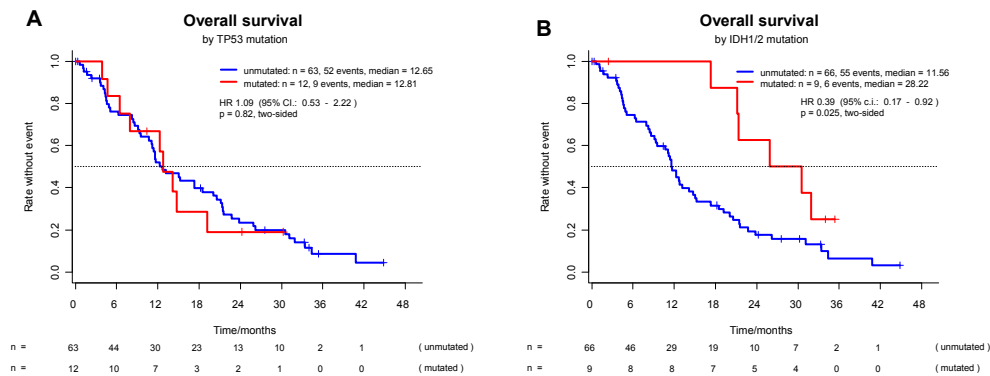 A
Overall survival
by TP53 mutation
unmutated: n = 63, 52 events, median = 12.65
mutated: n = 12, 9 events, median = 12.81
HR 1.09 (95% CI.: 0.53 - 2.22 )
p = 0.82, two-sided
Rate without event
1.0
0.8
0.6
0.4
0.2
0.0
0 6 12 18 24 30 36 42 48
Time/months
n = 63 44 30 23 13 10 2 1 ( unmutated )
n = 12 10 7 3 2 1 0 0 ( mutated )
B
Overall survival
by IDH1/2 mutation
unmutated: n = 66, 55 events, median = 11.56
mutated: n = 9, 6 events, median = 28.22
HR 0.39 (95% c.i.: 0.17 - 0.92 )
p = 0.025, two-sided
Rate without event
1.0
0.8
0.6
0.4
0.2
0.0
0 6 12 18 24 30 36 42 48
Time/months
n = 66 46 29 19 10 7 2 1 ( unmutated )
n = 9 8 8 7 5 4 0 0 ( mutated )